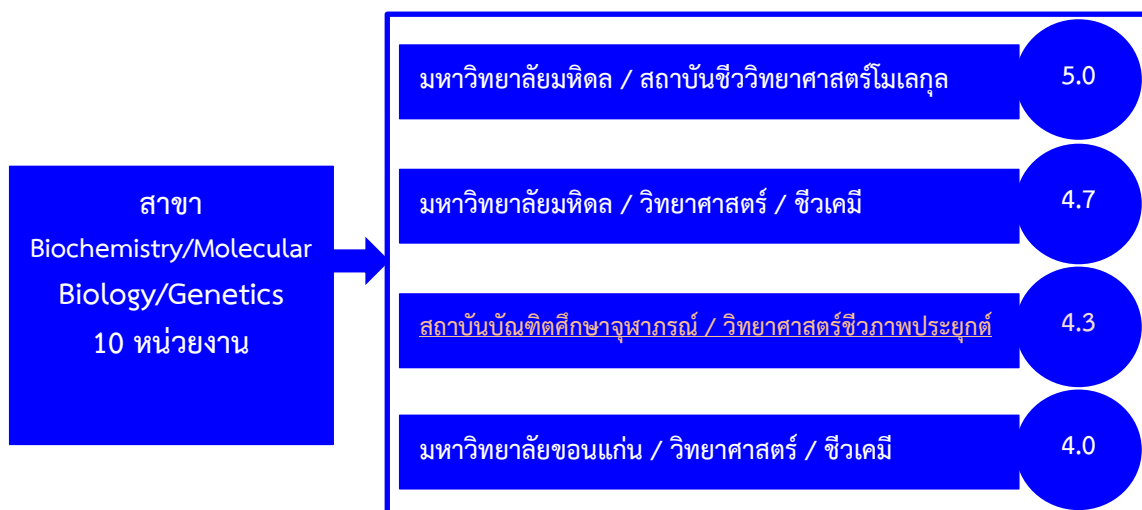 สาขา
Biochemistry/Molecular
Biology/Genetics
10 หน่วยงาน
มหาวิทยาลัยมหิดล / สถาบันชีววิทยาศาสตร์โมเลกุล 5.0
มหาวิทยาลัยมหิดล / วิทยาศาสตร์ / ชีวเคมี 4.7
สถาบันบัณฑิตศึกษาจุฬาภรณ์ / วิทยาศาสตร์ชีวภาพประยุกต์ 4.3
มหาวิทยาลัยขอนแก่น / วิทยาศาสตร์ / ชีวเคมี 4.0